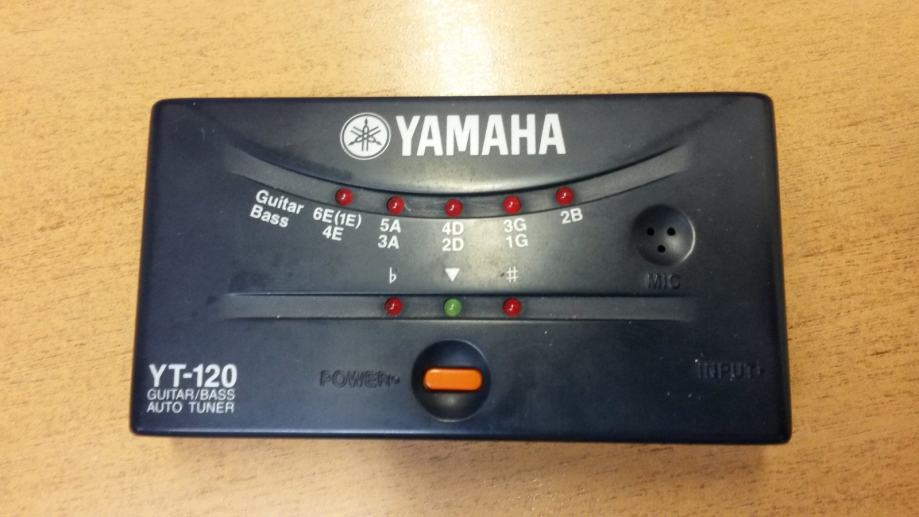 YAMAHA
Guitar 6E(1E) 5A 4D 3G 2B
Bass 4E 3A 2D 1G
♭ ▼ #
MIC
POWER
INPUT
YT-120
GUITAR/BASS
AUTO TUNER